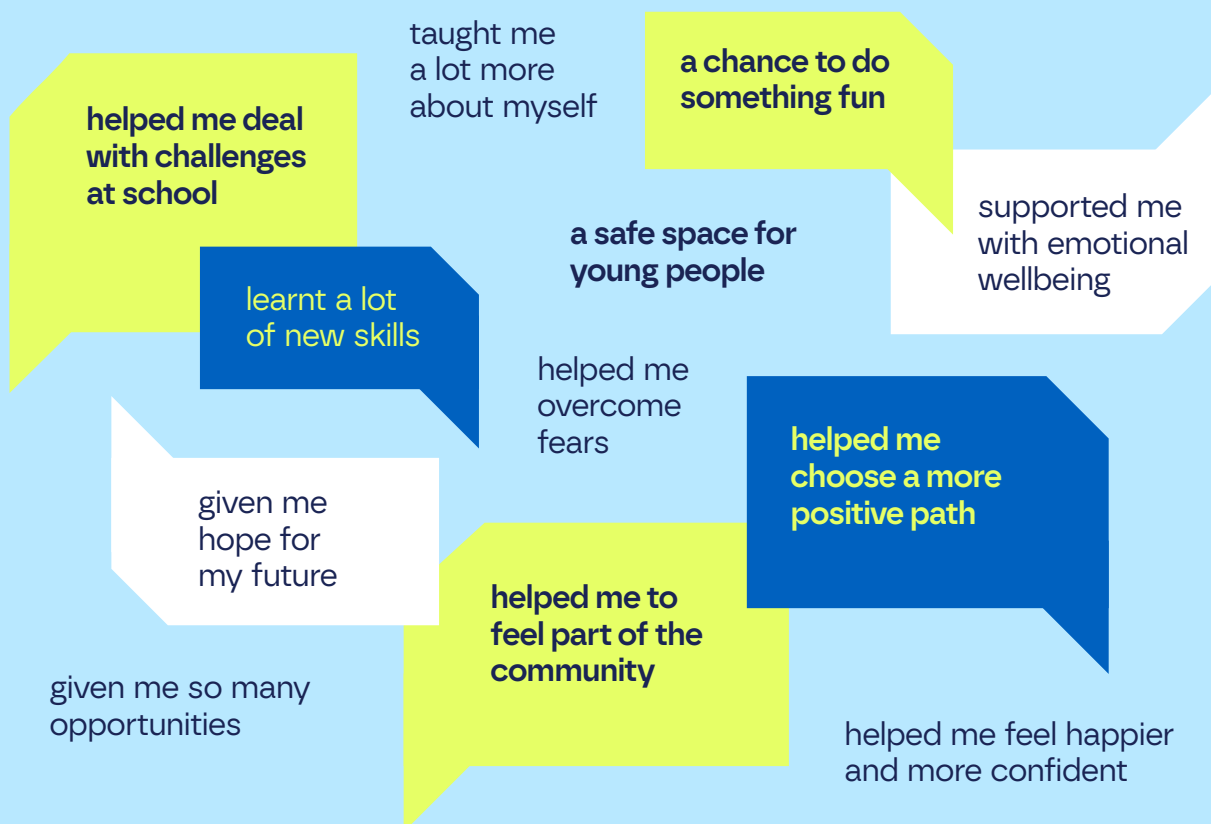 taught me
a lot more
about myself
a chance to do
something fun
helped me deal
with challenges
at school
supported me
with emotional
wellbeing
a safe space for
young people
learnt a lot
of new skills
helped me
overcome
fears
helped me
choose a more
positive path
given me
hope for
my future
helped me to
feel part of the
community
given me so many
opportunities
helped me feel happier
and more confident